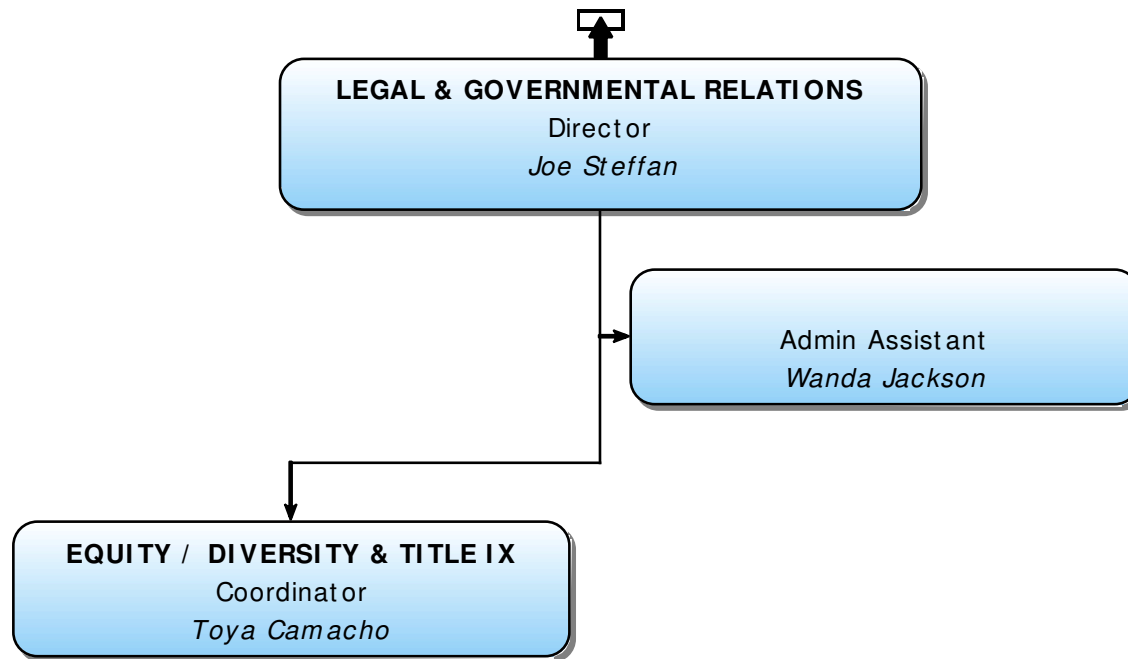 LEGAL & GOVERNMENTAL RELATIONS
Director
Joe Steffan
Admin Assistant
Wanda Jackson
EQUITY / DIVERSITY & TITLE IX
Coordinator
Toya Camacho